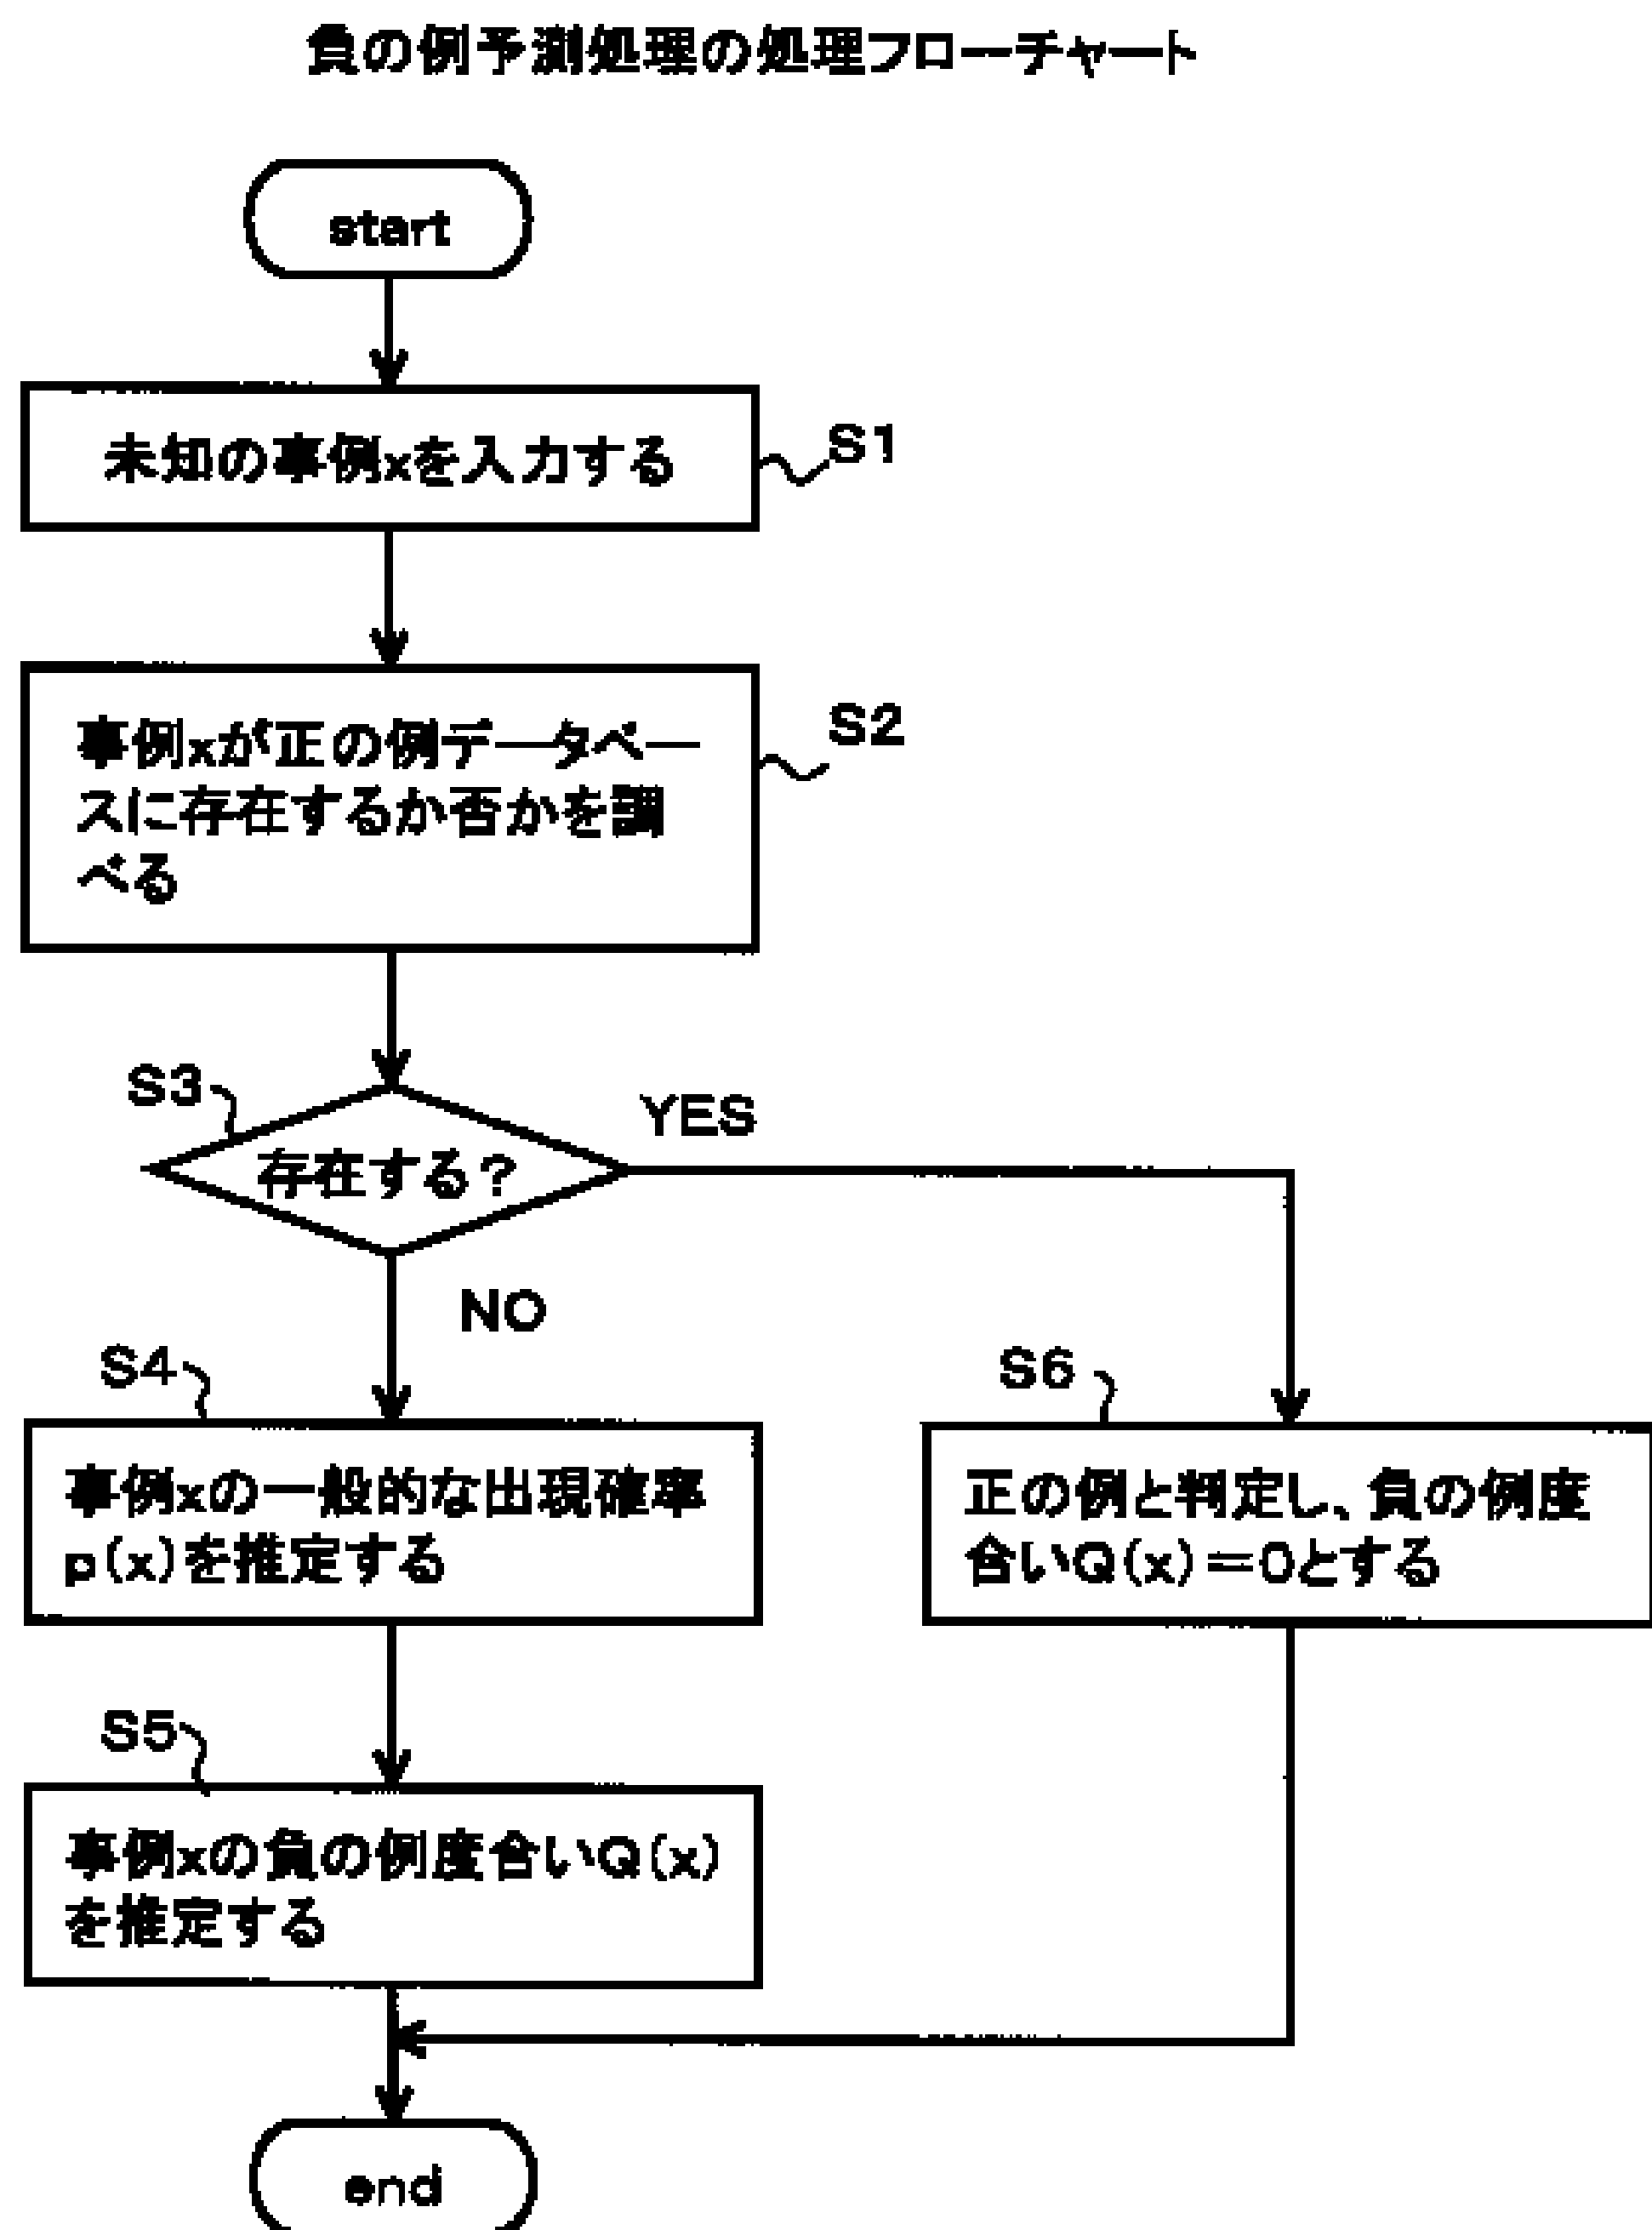 負の例予測処理の処理フローチャート
start
未知の事例xを入力する
S1
事例xが正の例データベー
スに存在するか否かを調
べる
S2
S3
存在する？
YES
NO
S4
事例xの一般的な出現確率
p(x)を推定する
S6
正の例と判定し、負の例度
合いQ(x)＝0とする
S5
事例xの負の例度合いQ(x)
を推定する
end